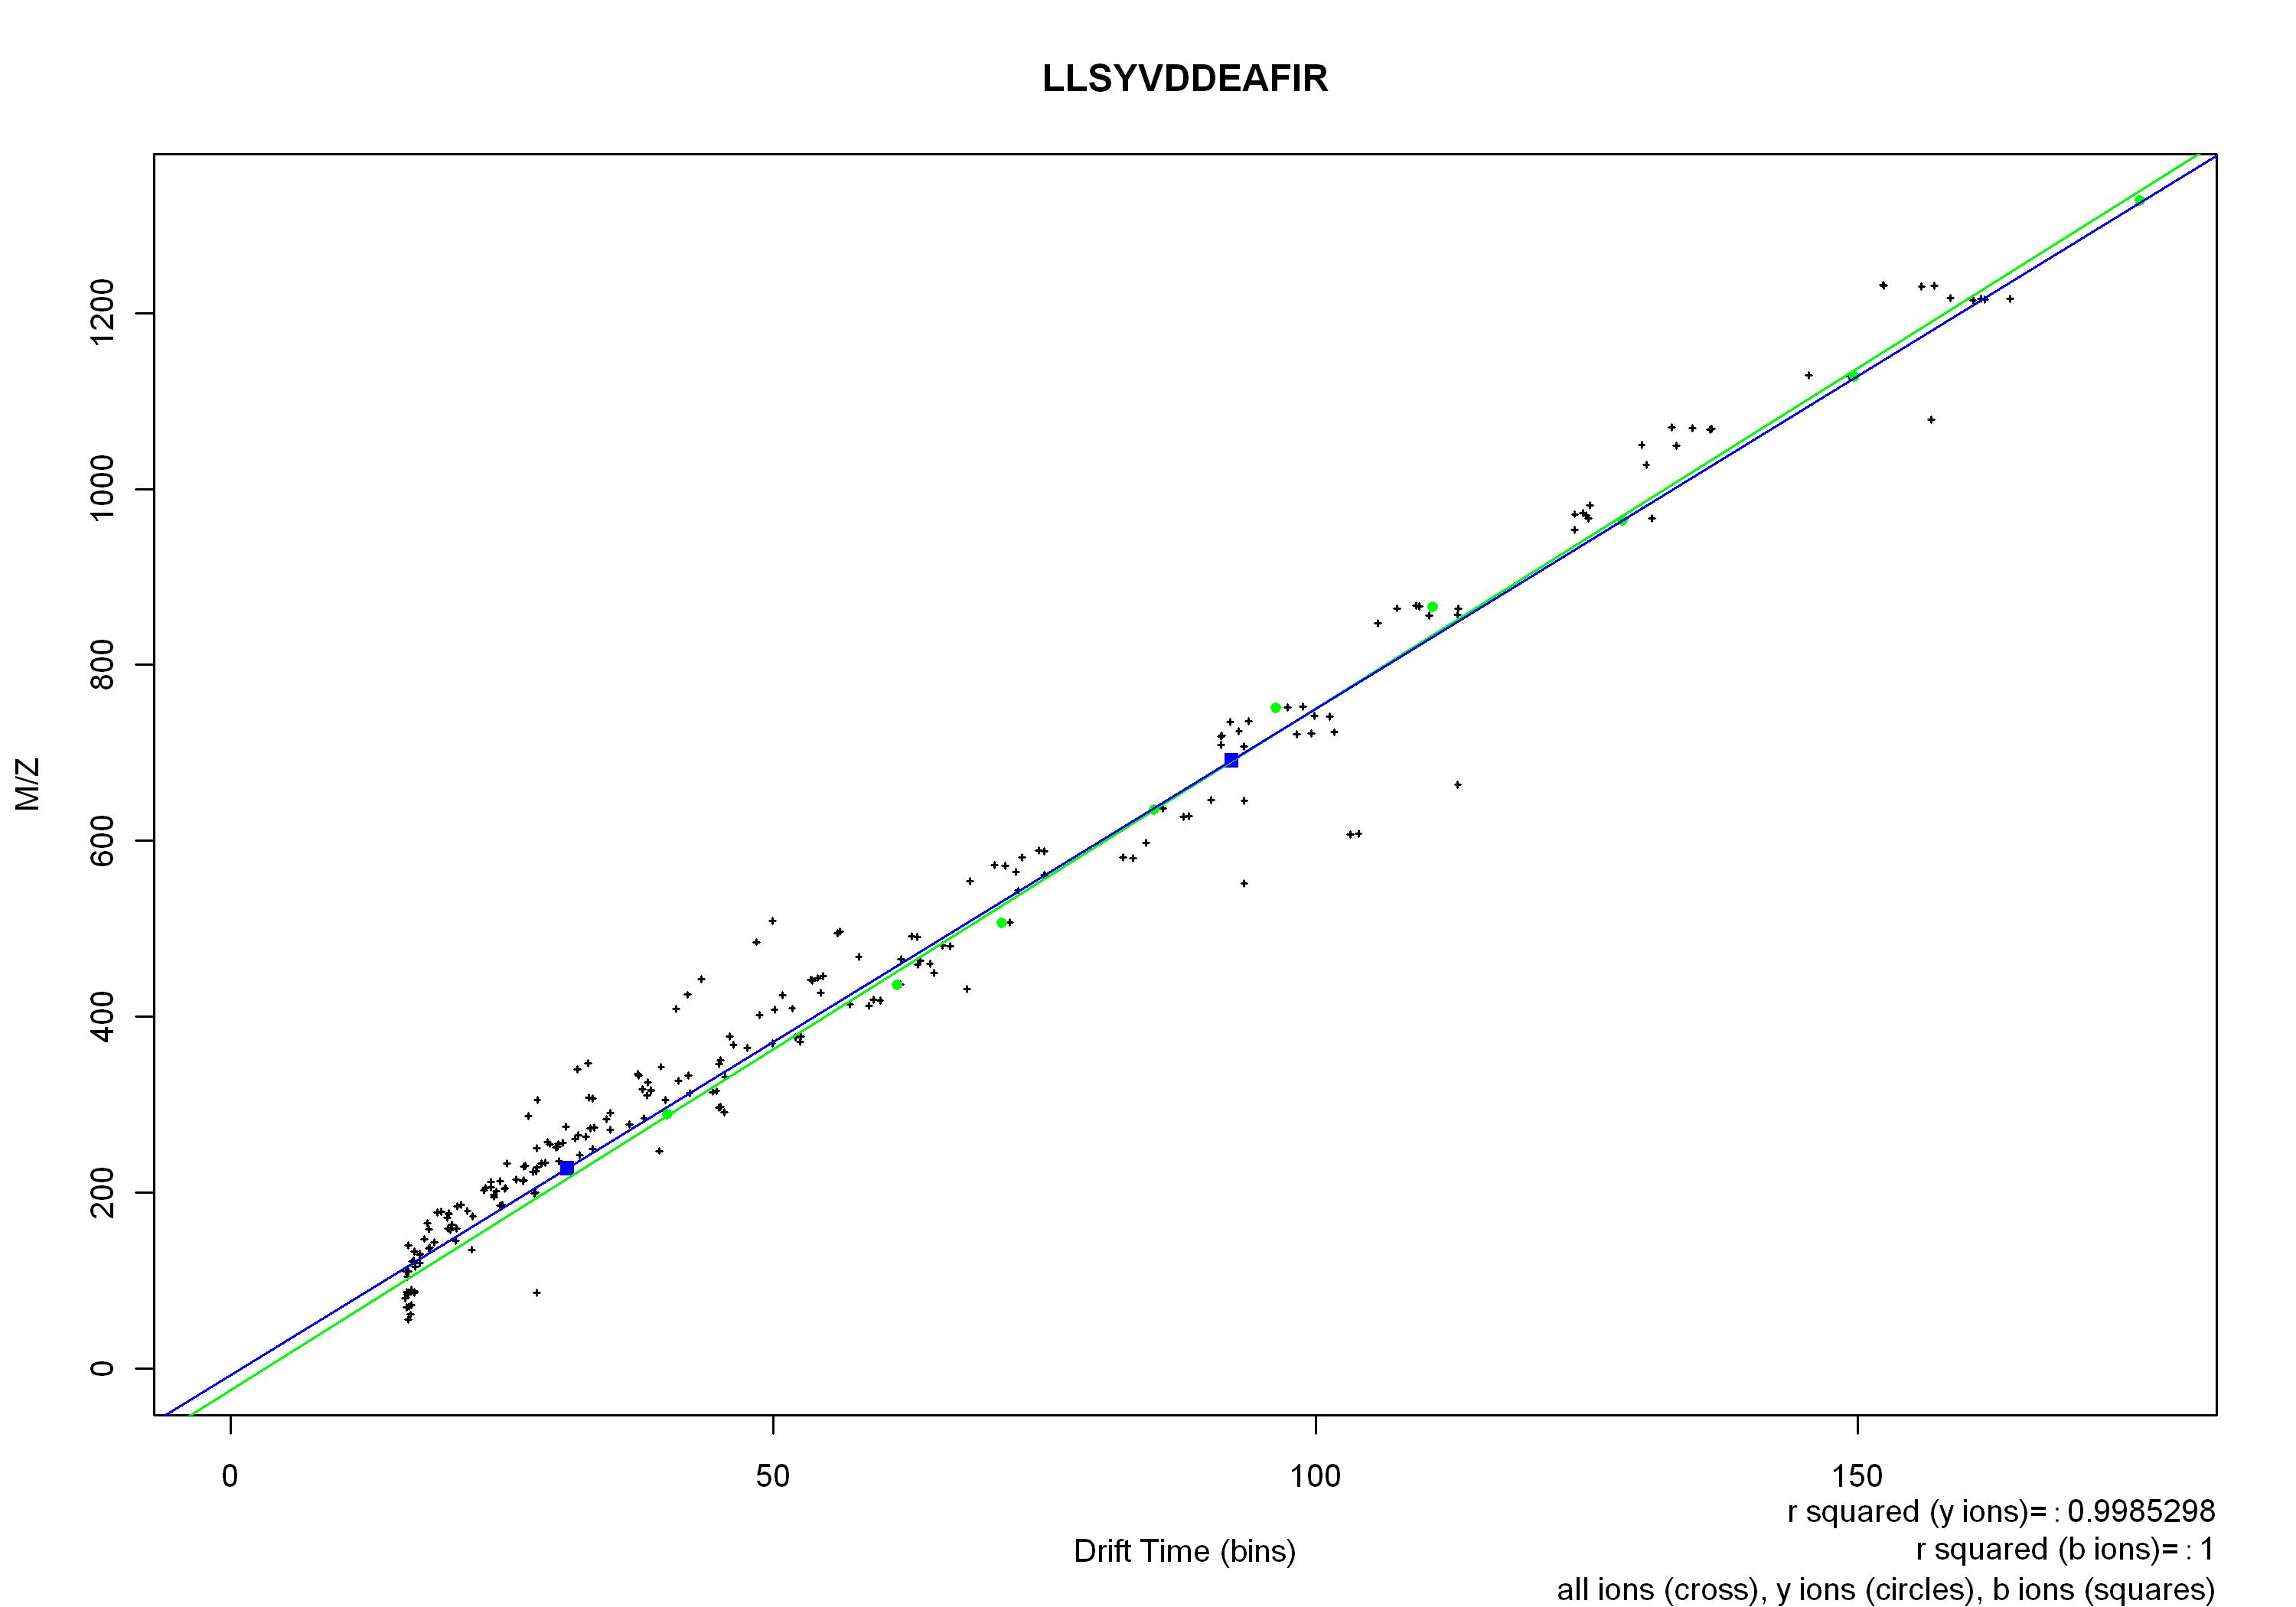 LLSYVDDEAFIR
M/Z
1200
1000
800
600
400
200
0
0 50 100 150
Drift Time (bins)
r squared (y ions)= : 0.9985298
r squared (b ions)= : 1
all ions (cross), y ions (circles), b ions (squares)